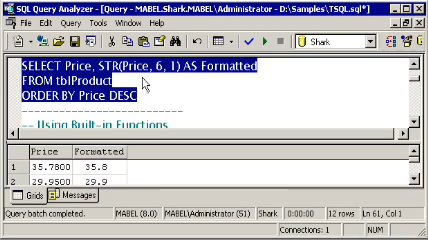 SQL Query Analyzer - [Query - MABEL.Shark.MABEL\Administrator - D:\Samples\TSQL.sql*]
File Edit Query Tools Window Help
Shark
SELECT Price, STR(Price, 6, 1) AS Formatted
FROM tblProduct
ORDER BY Price DESC
-- Using Built-in Functions
Price Formatted
1 35.7800 35.8
2 29.9500 29.9
Grids Messages
Query batch completed. MABEL (8.0) MABEL\Administrator (51) Shark 0:00:00 12 rows Ln 61, Col 1
Connections: 1 NUM